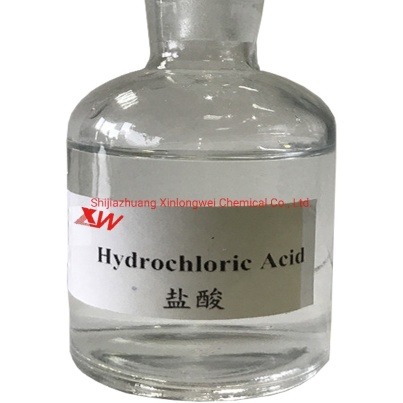 Shijiazhuang Xinlongwei Chemical Co., Ltd.
XW
Hydrochloric Acid
盐酸